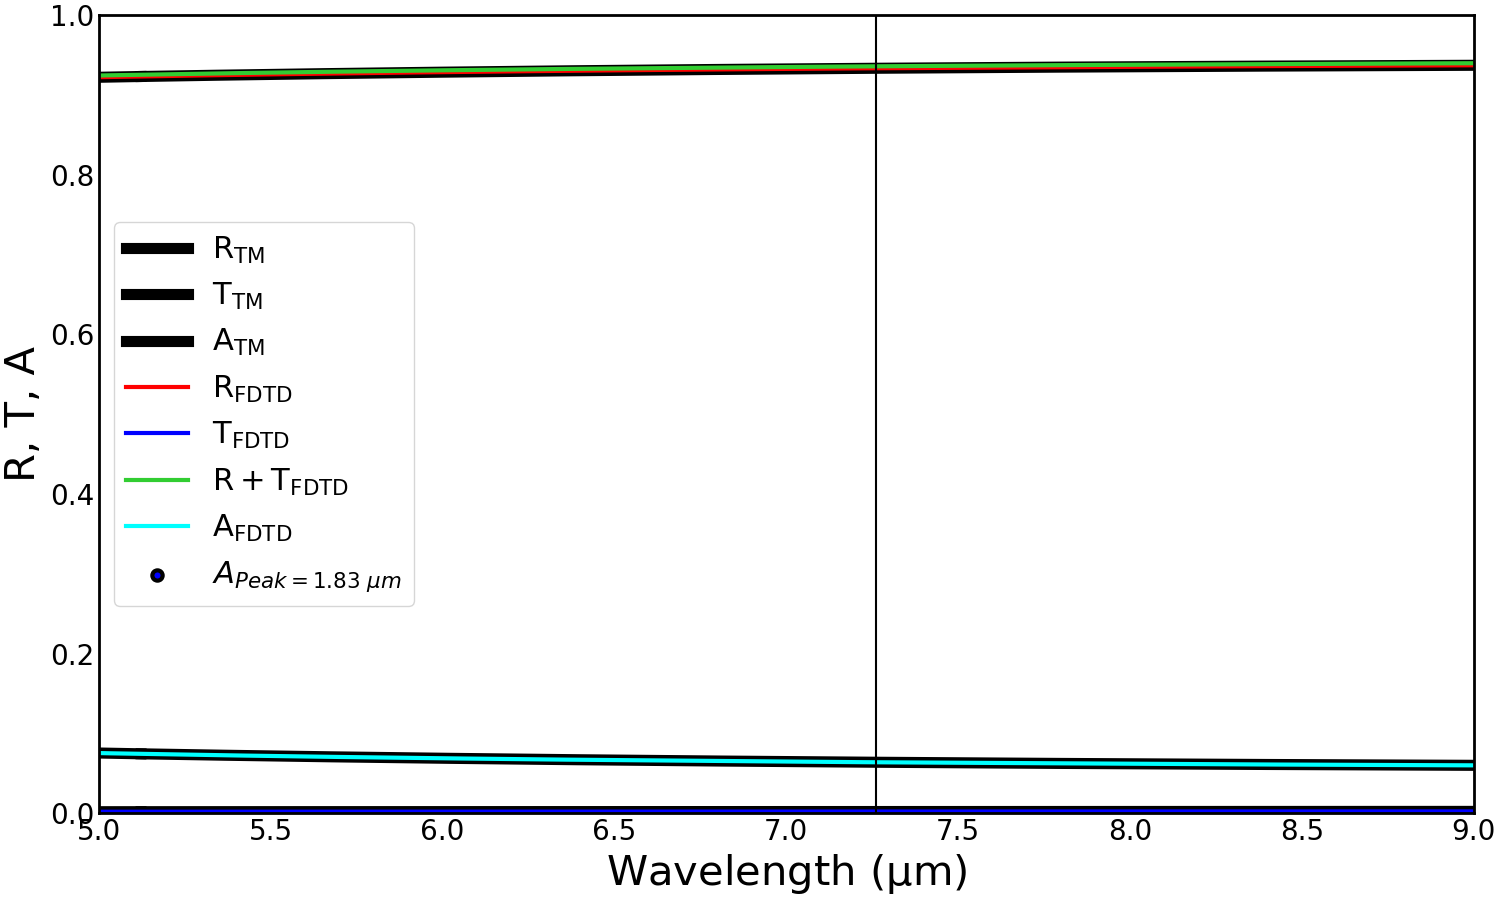 1.0
0.8
0.6
0.4
0.2
0.0
R, T, A
R_TM
T_TM
A_TM
R_FDTD
T_FDTD
R + T_FDTD
A_FDTD
A_Peak = 1.83 μm
5.0 5.5 6.0 6.5 7.0 7.5 8.0 8.5 9.0
Wavelength (μm)